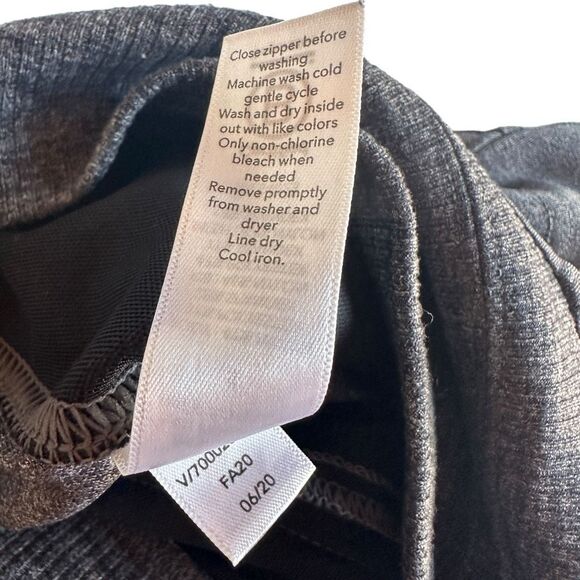 Close zipper before
washing
Machine wash cold
gentle cycle
Wash and dry inside
out with like colors
Only non-chlorine
bleach when
needed
Remove promptly
from washer and
dryer
Line dry
Cool iron.
FA20
06/20